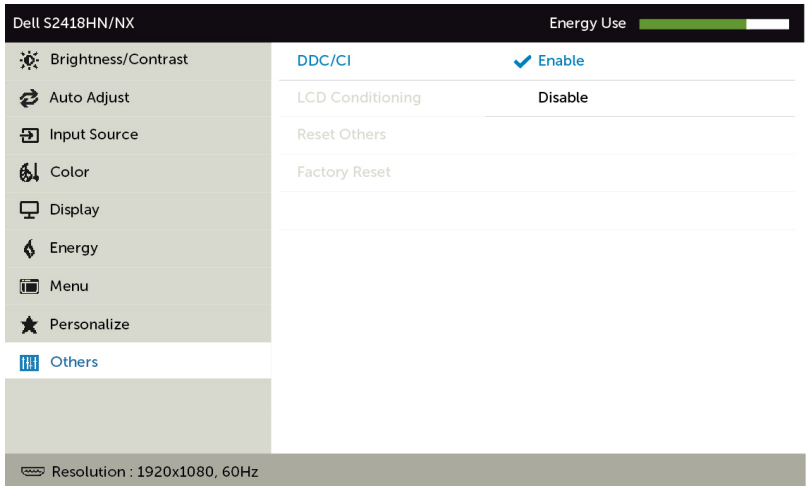 Dell S2418HN/NX
Energy Use
Brightness/Contrast
Auto Adjust
Input Source
Color
Display
Energy
Menu
Personalize
Others
DDC/CI
Enable
LCD Conditioning
Disable
Reset Others
Factory Reset
Resolution : 1920x1080, 60Hz